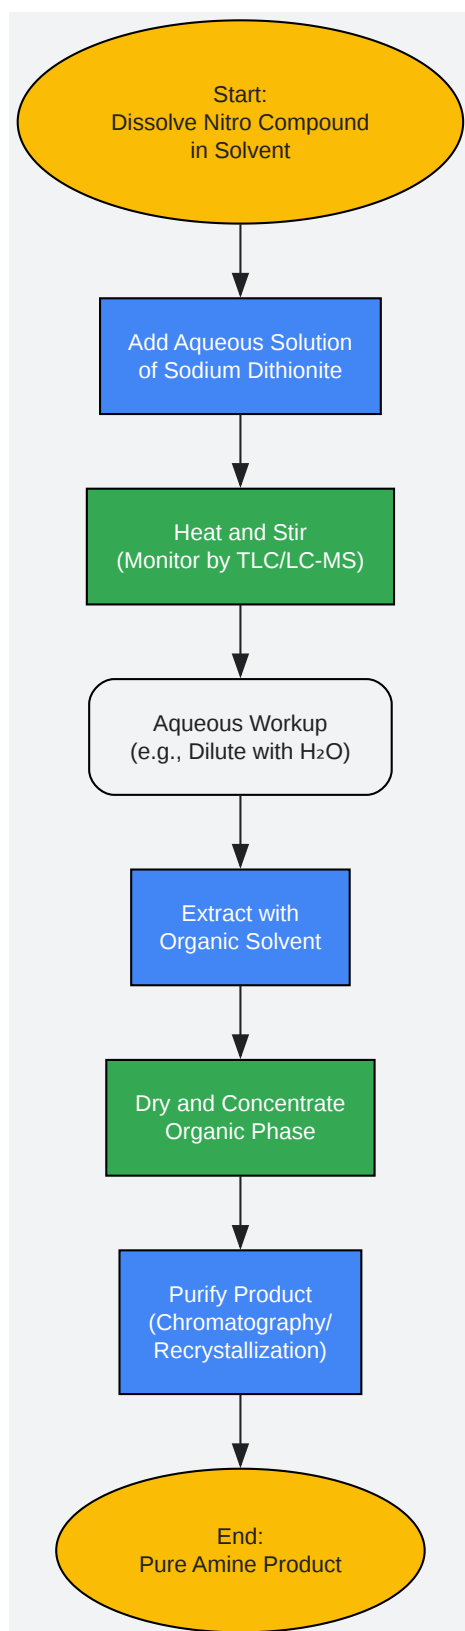 Start:
Dissolve Nitro Compound
in Solvent
Add Aqueous Solution
of Sodium Dithionite
Heat and Stir
(Monitor by TLC/LC-MS)
Aqueous Workup
(e.g., Dilute with H₂O)
Extract with
Organic Solvent
Dry and Concentrate
Organic Phase
Purify Product
(Chromatography/
Recrystallization)
End:
Pure Amine Product